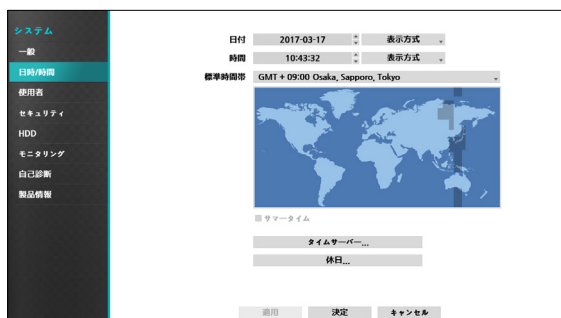 システム
一般
日時/時間
使用者
セキュリティ
HDD
モニタリング
自己診断
製品情報
日付 2017-03-17 表示方式
時間 10:43:32 表示方式
標準時間帯 GMT + 09:00 Osaka, Sapporo, Tokyo
サマータイム
タイムサーバー...
休日...
適用 決定 キャンセル